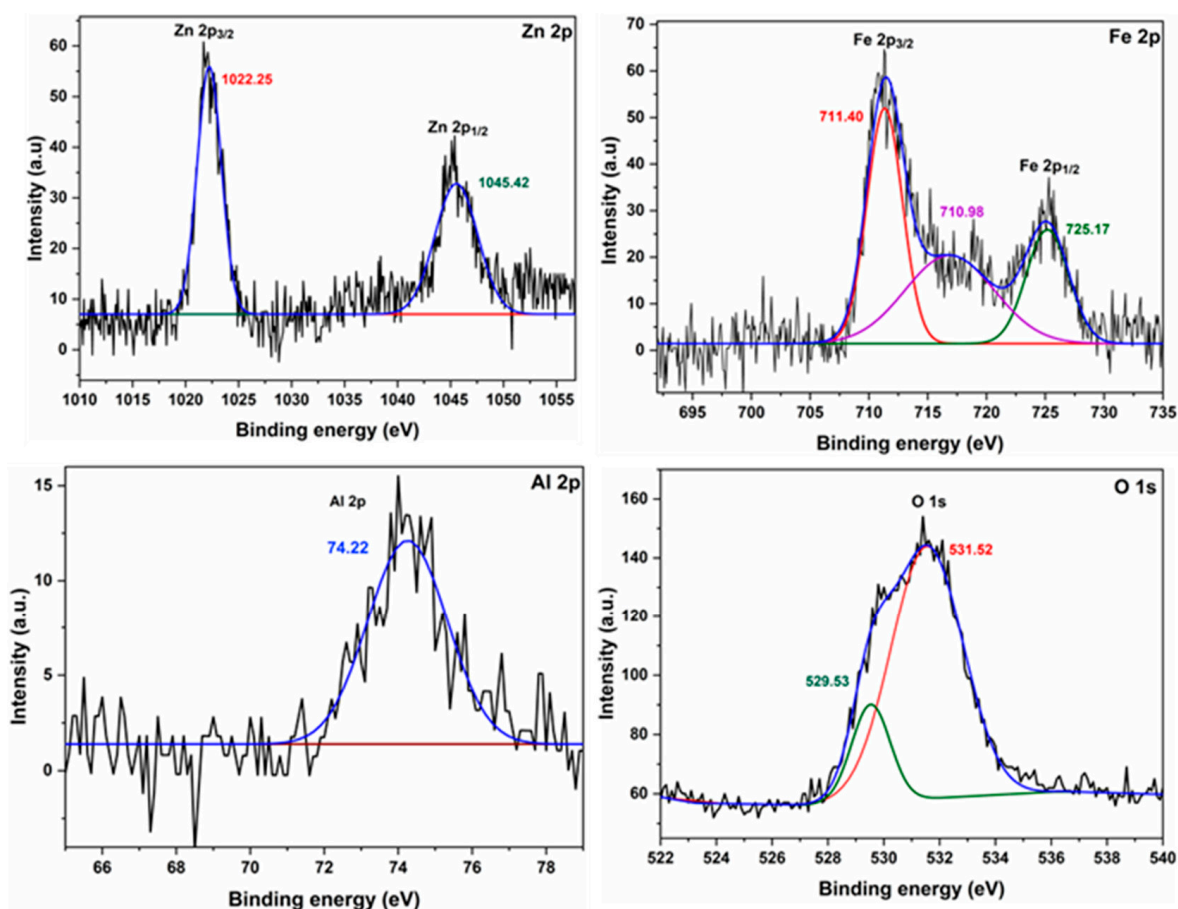 Zn 2p3/2
Zn 2p
1022.25
Zn 2p1/2
1045.42
Intensity (a.u)
60
50
40
30
20
10
0
1010 1015 1020 1025 1030 1035 1040 1045 1050 1055
Binding energy (eV)
Fe 2p3/2
Fe 2p
711.40
710.98
Fe 2p1/2
725.17
Intensity (a.u)
70
60
50
40
30
20
10
0
695 700 705 710 715 720 725 730 735
Binding energy (eV)
Al 2p
Al 2p
74.22
Intensity (a.u.)
15
10
5
0
66 68 70 72 74 76 78
Binding energy (eV)
O 1s
O 1s
531.52
529.53
Intensity (a.u.)
160
140
120
100
80
60
522 524 526 528 530 532 534 536 538 540
Binding energy (eV)